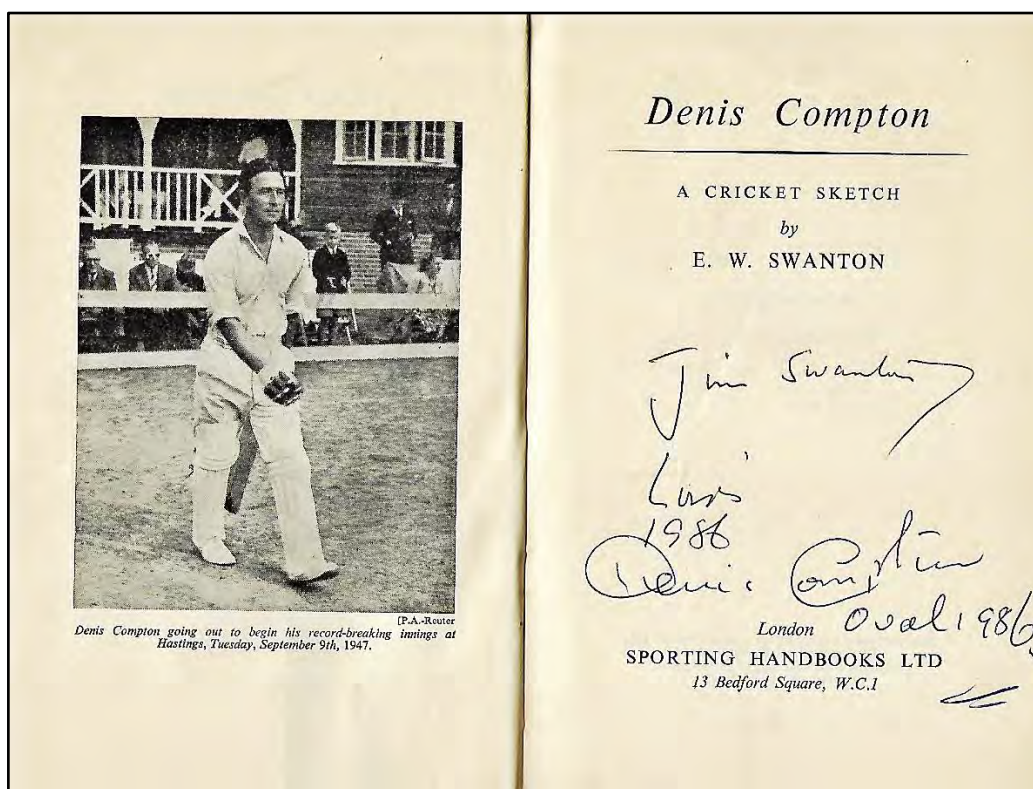 [P.A.-Reuter
Denis Compton going out to begin his record-breaking innings at
Hastings, Tuesday, September 9th, 1947.
Denis Compton
A CRICKET SKETCH
by
E. W. SWANTON
Jim Swanton
Lord's
1986
Denis Compton
Oval 1986
London
SPORTING HANDBOOKS LTD
13 Bedford Square, W.C.1